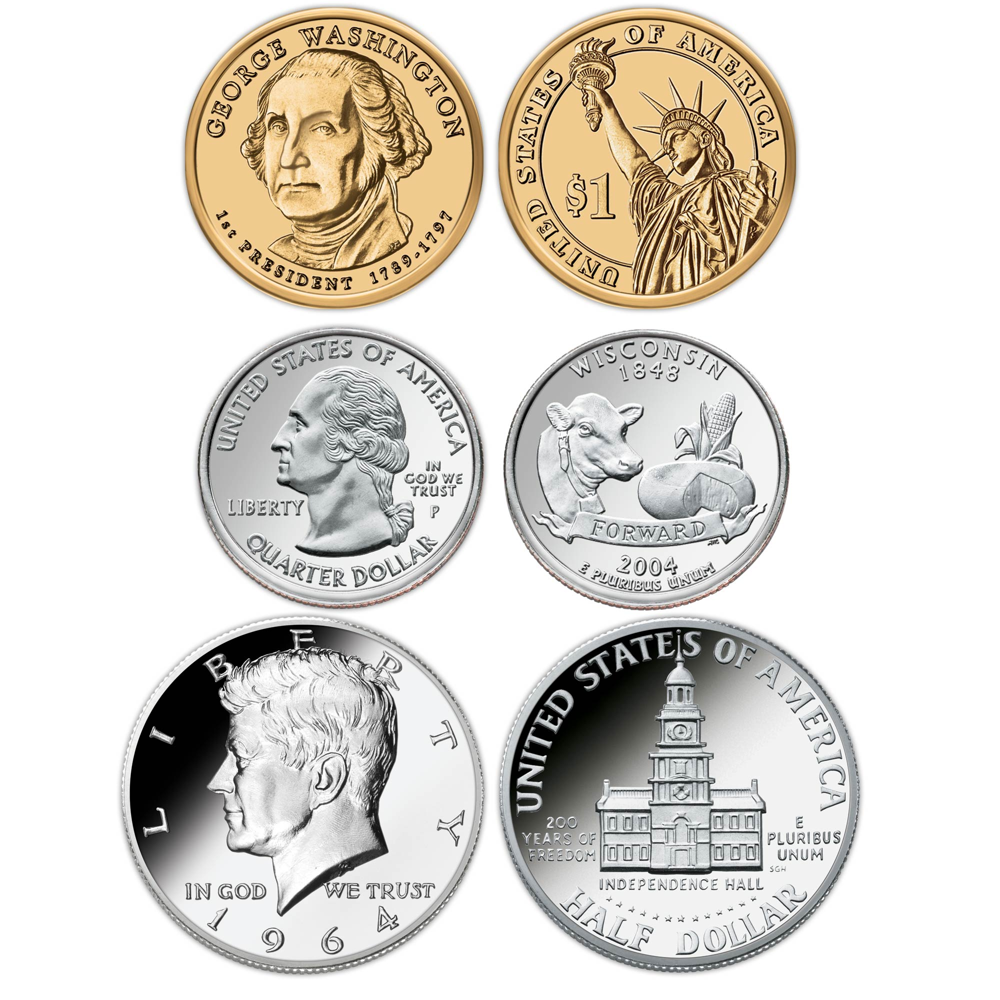 GEORGE WASHINGTON
1st PRESIDENT 1789-1797
UNITED STATES OF AMERICA
$1
UNITED STATES OF AMERICA
IN
GOD WE
TRUST
LIBERTY
P
QUARTER DOLLAR
WISCONSIN
1848
FORWARD
2004
E PLURIBUS UNUM
LIBERTY
IN GOD WE TRUST
1964
UNITED STATES OF AMERICA
200
YEARS OF
FREEDOM
E
PLURIBUS
UNUM
SGH
INDEPENDENCE HALL
HALF DOLLAR